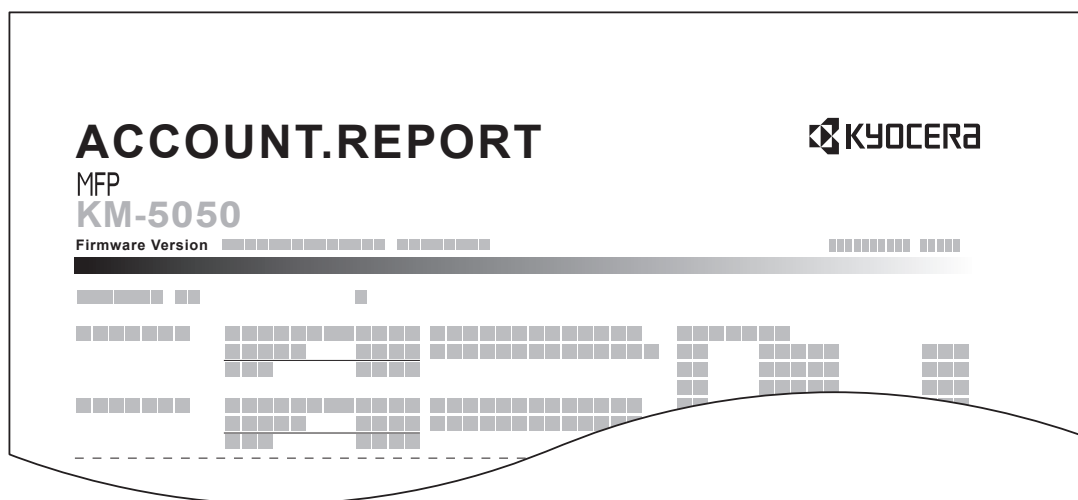 ACCOUNT.REPORT
KYOCERA
MFP
KM-5050
Firmware Version